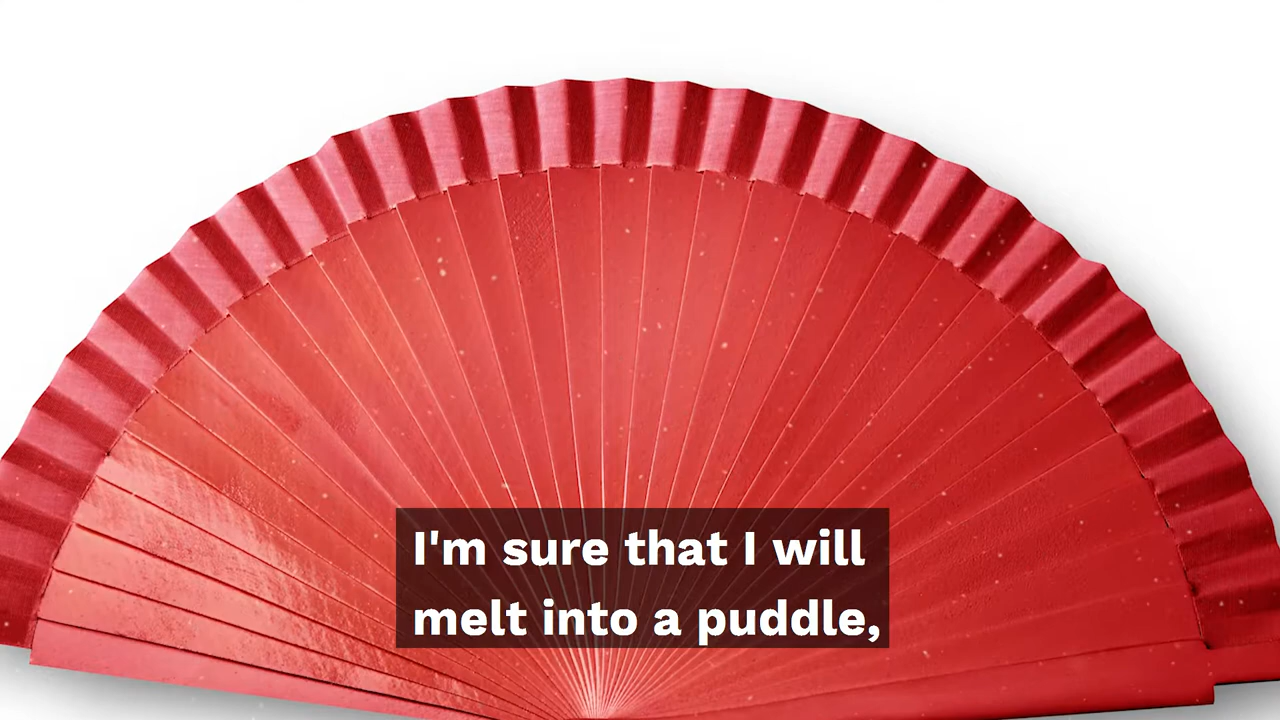 I'm sure that I will
melt into a puddle,